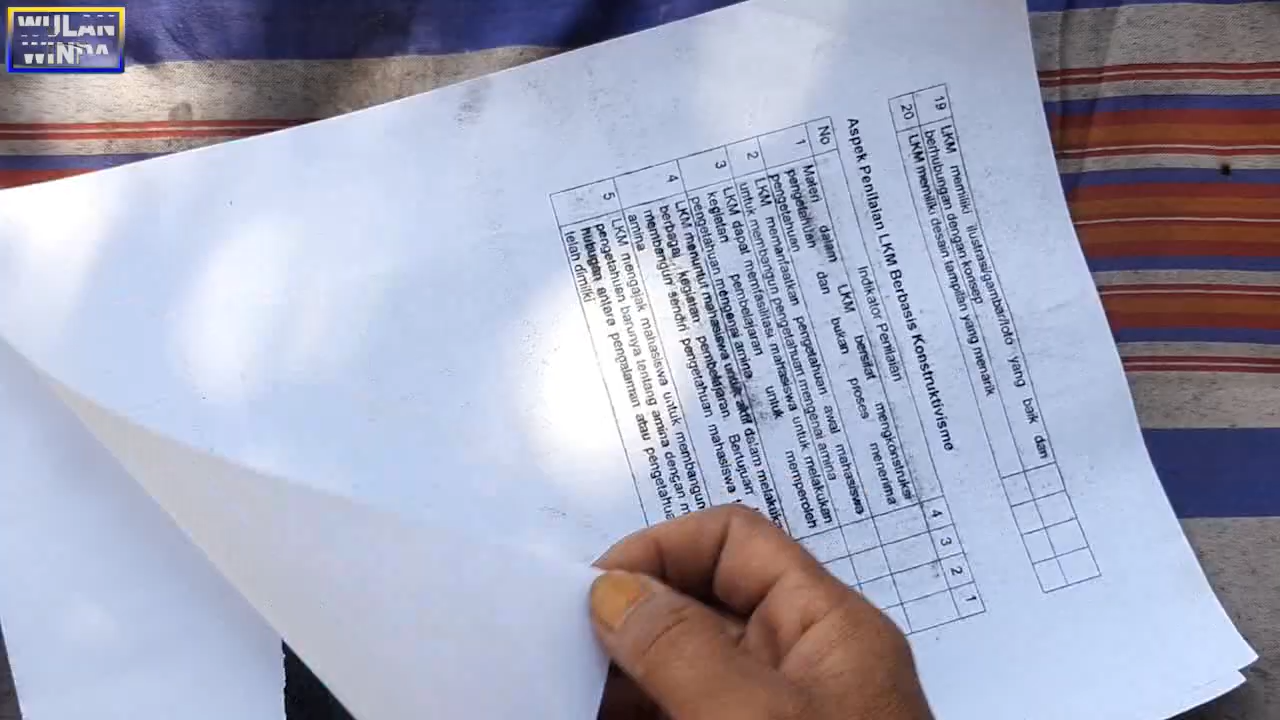 WULAN
WINDA
19 LKM memiliki ilustrasi/gambar/foto yang baik dan
berhubungan dengan konsep
20 LKM memiliki desain tampilan yang menarik
Aspek Penilaian LKM Berbasis Konstruktivisme
No Indikator Penilaian 4 3 2 1
1 Materi dalam LKM bersifat mengkonstruksi
pengetahuan dan bukan proses menerima
pengetahuan
2 LKM memanfaatkan pengetahuan awal mahasiswa
untuk membangun pengetahuan mengenai amina
3 LKM dapat memfasilitasi mahasiswa untuk melakukan
kegiatan pembelajaran untuk memperoleh
pengetahuan mengenai amina
4 LKM menuntut mahasiswa untuk aktif dalam
berbagai kegiatan pembelajaran. Bertujuan
membangun sendiri pengetahuan mahasiswa
amina
5 LKM mengajak mahasiswa untuk membangun
pengetahuan barunya tentang amina dengan
hubugan antara pengalaman atau
telah dimilki